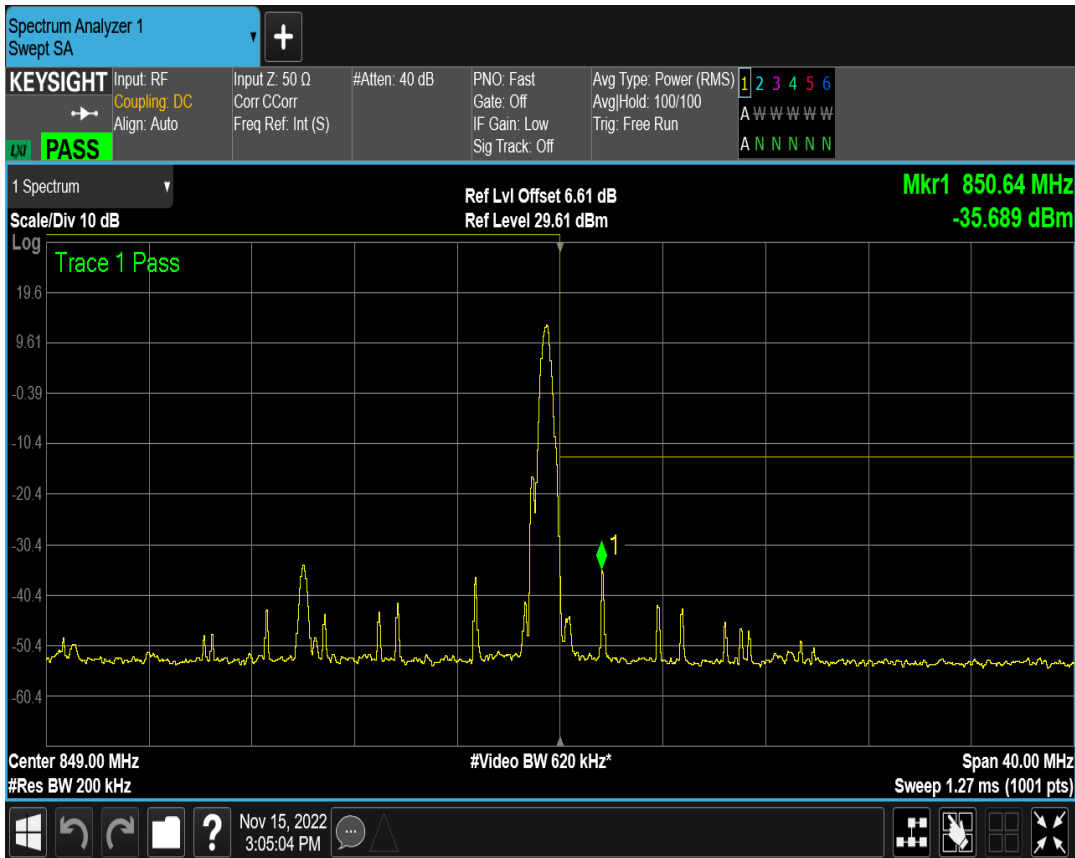 Spectrum Analyzer 1
Swept SA
+
KEYSIGHT
LXI PASS
Input: RF
Coupling: DC
Align: Auto
Input Z: 50 Ω
Corr CCorr
Freq Ref: Int (S)
#Atten: 40 dB
PNO: Fast
Gate: Off
IF Gain: Low
Sig Track: Off
Avg Type: Power (RMS)
Avg|Hold: 100/100
Trig: Free Run
1 2 3 4 5 6
A W W W W W
A N N N N N
1 Spectrum
Scale/Div 10 dB
Ref Lvl Offset 6.61 dB
Ref Level 29.61 dBm
Mkr1 850.64 MHz
-35.689 dBm
Log
Trace 1 Pass
19.6
9.61
-0.39
-10.4
-20.4
-30.4
-40.4
-50.4
-60.4
1
Center 849.00 MHz
#Res BW 200 kHz
#Video BW 620 kHz*
Span 40.00 MHz
Sweep 1.27 ms (1001 pts)
?
Nov 15, 2022
3:05:04 PM